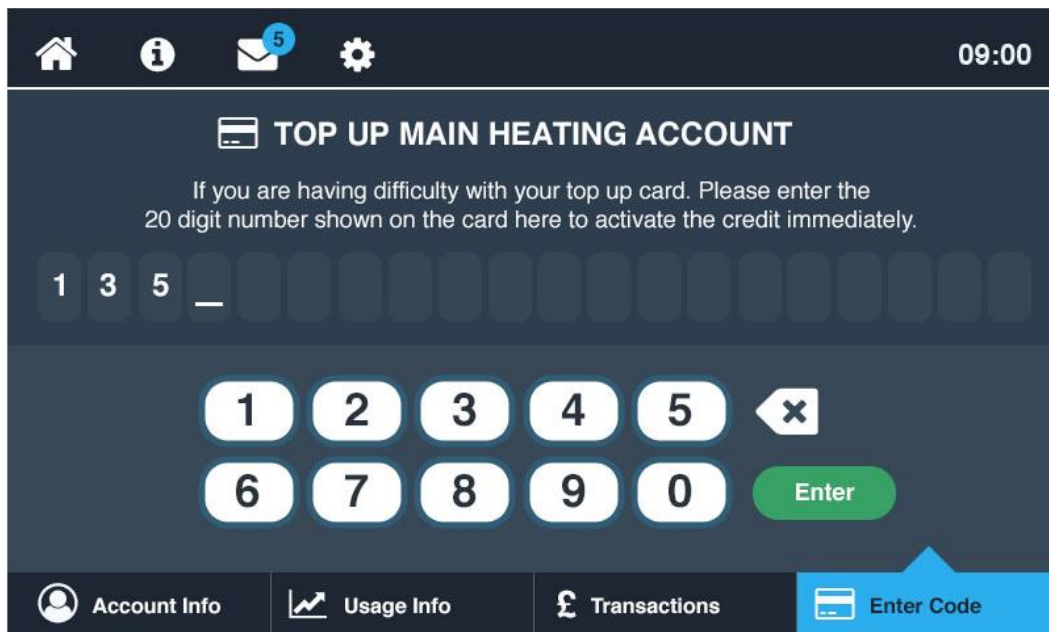 5
09:00
TOP UP MAIN HEATING ACCOUNT
If you are having difficulty with your top up card. Please enter the
20 digit number shown on the card here to activate the credit immediately.
1 3 5 _
1 2 3 4 5
6 7 8 9 0 Enter
Account Info Usage Info £ Transactions Enter Code